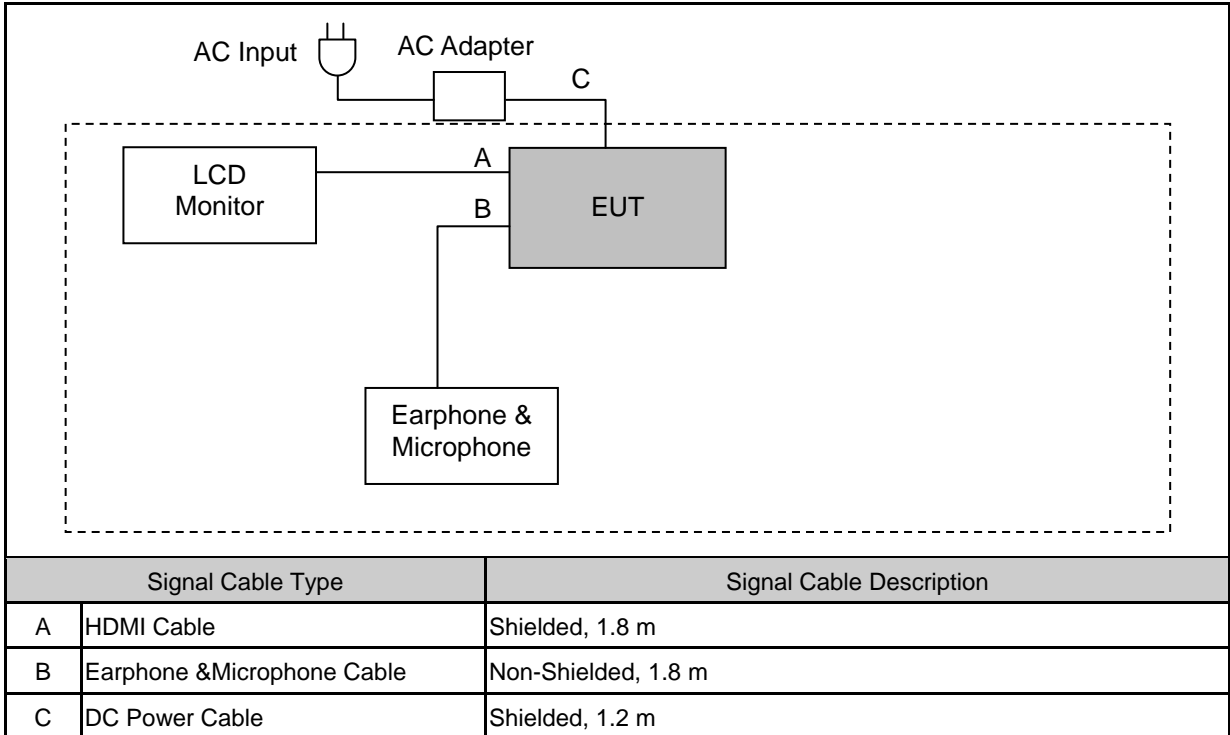 AC Input
AC Adapter
C
LCD
Monitor
A
B
EUT
Earphone &
Microphone
Signal Cable Type Signal Cable Description
A HDMI Cable Shielded, 1.8 m
B Earphone &Microphone Cable Non-Shielded, 1.8 m
C DC Power Cable Shielded, 1.2 m